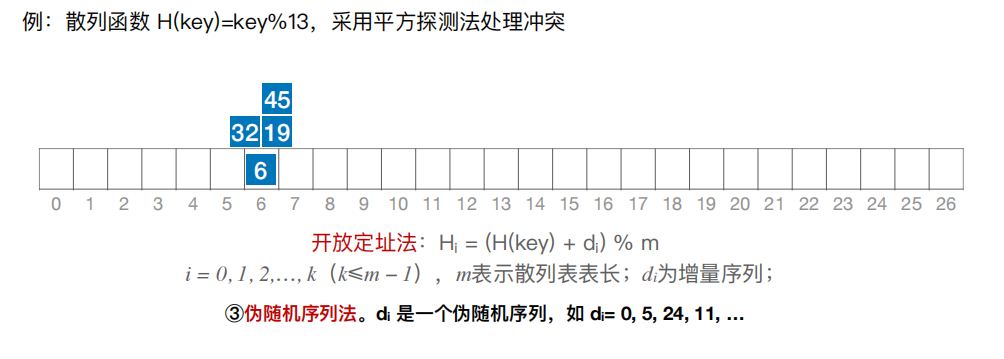 例：散列函数 H(key)=key%13，采用平方探测法处理冲突
45
32 19
6
0 1 2 3 4 5 6 7 8 9 10 11 12 13 14 15 16 17 18 19 20 21 22 23 24 25 26
开放定址法：Hᵢ = (H(key) + dᵢ) % m
i = 0, 1, 2,…, k（k⩽m − 1），m表示散列表表长；dᵢ为增量序列；
③伪随机序列法。dᵢ 是一个伪随机序列，如 dᵢ= 0, 5, 24, 11, …